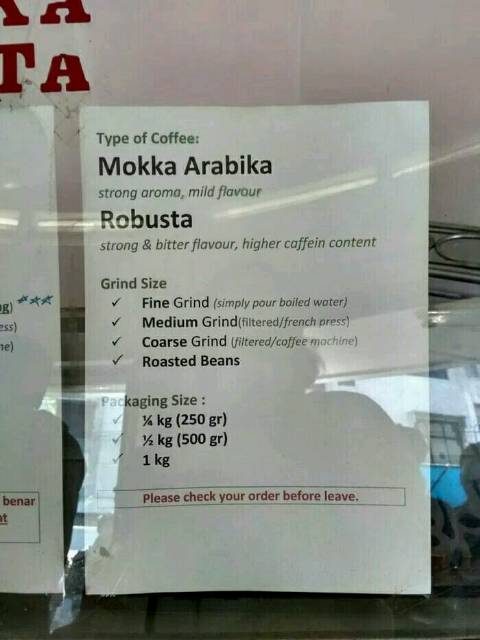 KA
TA
Type of Coffee:
Mokka Arabika
strong aroma, mild flavour
Robusta
strong & bitter flavour, higher caffein content
Grind Size
✓ Fine Grind (simply pour boiled water)
✓ Medium Grind(filtered/french press)
✓ Coarse Grind (filtered/coffee machine)
✓ Roasted Beans
Packaging Size :
✓ ¼ kg (250 gr)
✓ ½ kg (500 gr)
✓ 1 kg
Please check your order before leave.
benar